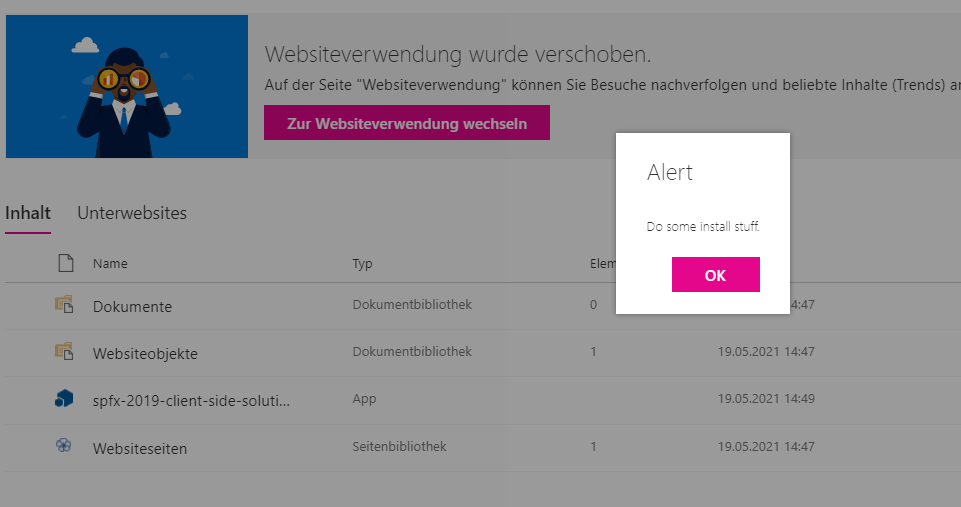 Websiteverwendung wurde verschoben.
Auf der Seite "Websiteverwendung" können Sie Besuche nachverfolgen und beliebte Inhalte (Trends)
Zur Websiteverwendung wechseln
Alert
Do some install stuff.
OK
Inhalt Unterwebsites
Name Typ
Dokumente Dokumentbibliothek 0 4:47
Websiteobjekte Dokumentbibliothek 1 19.05.2021 14:47
spfx-2019-client-side-soluti... App 19.05.2021 14:49
Websiteseiten Seitenbibliothek 1 19.05.2021 14:47